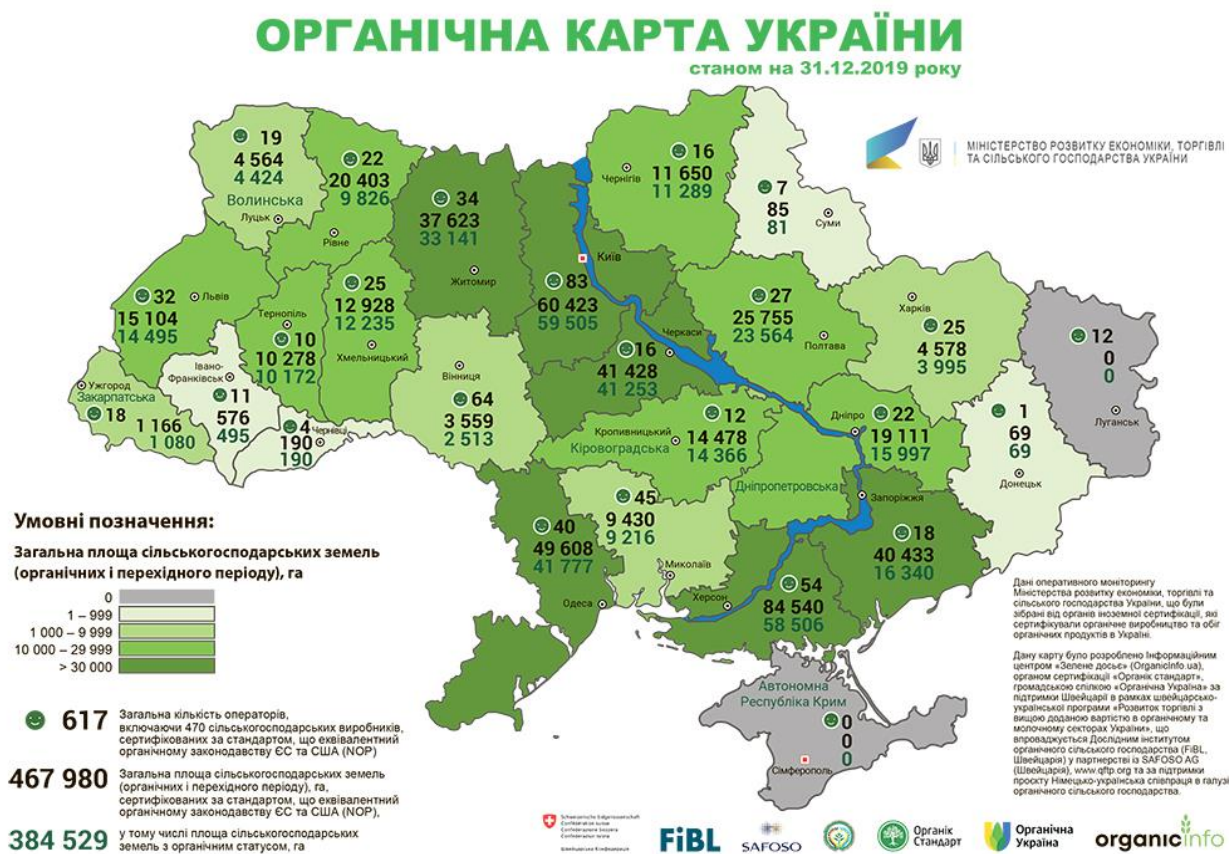 ОРГАНІЧНА КАРТА УКРАЇНИ
станом на 31.12.2019 року
МІНІСТЕРСТВО РОЗВИТКУ ЕКОНОМІКИ, ТОРГІВЛІ
ТА СІЛЬСЬКОГО ГОСПОДАРСТВА УКРАЇНИ
19
4 564
4 424
Волинська
Луцьк
22
20 403
9 826
Рівне
34
37 623
33 141
Житомир
Київ
83
60 423
59 505
16
Чернігів
11 650
11 289
7
85
81
Суми
32
Львів
15 104
14 495
Тернопіль
10
10 278
10 172
25
12 928
12 235
Хмельницький
27
25 755
23 564
Полтава
Харків
25
4 578
3 995
12
0
0
Луганськ
Ужгород
Закарпатська
18
1 166
1 080
Івано-
Франківськ
11
576
495
4
Чернівці
190
190
Вінниця
64
3 559
2 513
Черкаси
16
41 428
41 253
12
Кропивницький
14 478
Кіровоградська
14 366
Дніпро
22
19 111
15 997
Дніпропетровська
1
69
69
Донецьк
40
49 608
41 777
Одеса
45
9 430
9 216
Миколаїв
Запоріжжя
18
40 433
16 340
54
Херсон
84 540
58 506
Автономна
Республіка Крим
0
0
0
Сімферополь
Умовні позначення:
Загальна площа сільськогосподарських земель
(органічних і перехідного періоду), га
0
1 – 999
1 000 – 9 999
10 000 – 29 999
> 30 000
617
Загальна кількість операторів,
включаючи 470 сільськогосподарських виробників,
сертифікованих за стандартом, що еквівалентний
органічному законодавству ЄС та США (NOP)
467 980
Загальна площа сільськогосподарських земель
(органічних і перехідного періоду), га,
сертифікованих за стандартом, що еквівалентний
органічному законодавству ЄС та США (NOP),
384 529
у тому числі площа сільськогосподарських
земель з органічним статусом, га
Дані оперативного моніторингу
Міністерства розвитку економіки, торгівлі та
сільського господарства України, що були
зібрані від органів іноземної сертифікації, які
сертифікували органічне виробництво та обіг
органічних продуктів в Україні.
Дану карту було розроблено Інформаційним
центром «Зелене досьє» (OrganicInfo.ua),
органом сертифікації «Органік стандарт»,
громадською спілкою «Органічна Україна» за
підтримки Швейцарії в рамках швейцарсько-
української програми «Розвиток торгівлі з
вищою доданою вартістю в органічному та
молочному секторах України», що
впроваджується Дослідним інститутом
органічного сільського господарства (FiBL,
Швейцарія) у партнерстві із SAFOSO AG
(Швейцарія), www.qftp.org та за підтримки
проєкту Німецько-українська співпраця в галузі
органічного сільського господарства.
Schweizerische Eidgenossenschaft
Confédération suisse
Confederazione Svizzera
Confederaziun svizra
FiBL
SAFOSO
Органік
Стандарт
Органічна
Україна
organicinfo